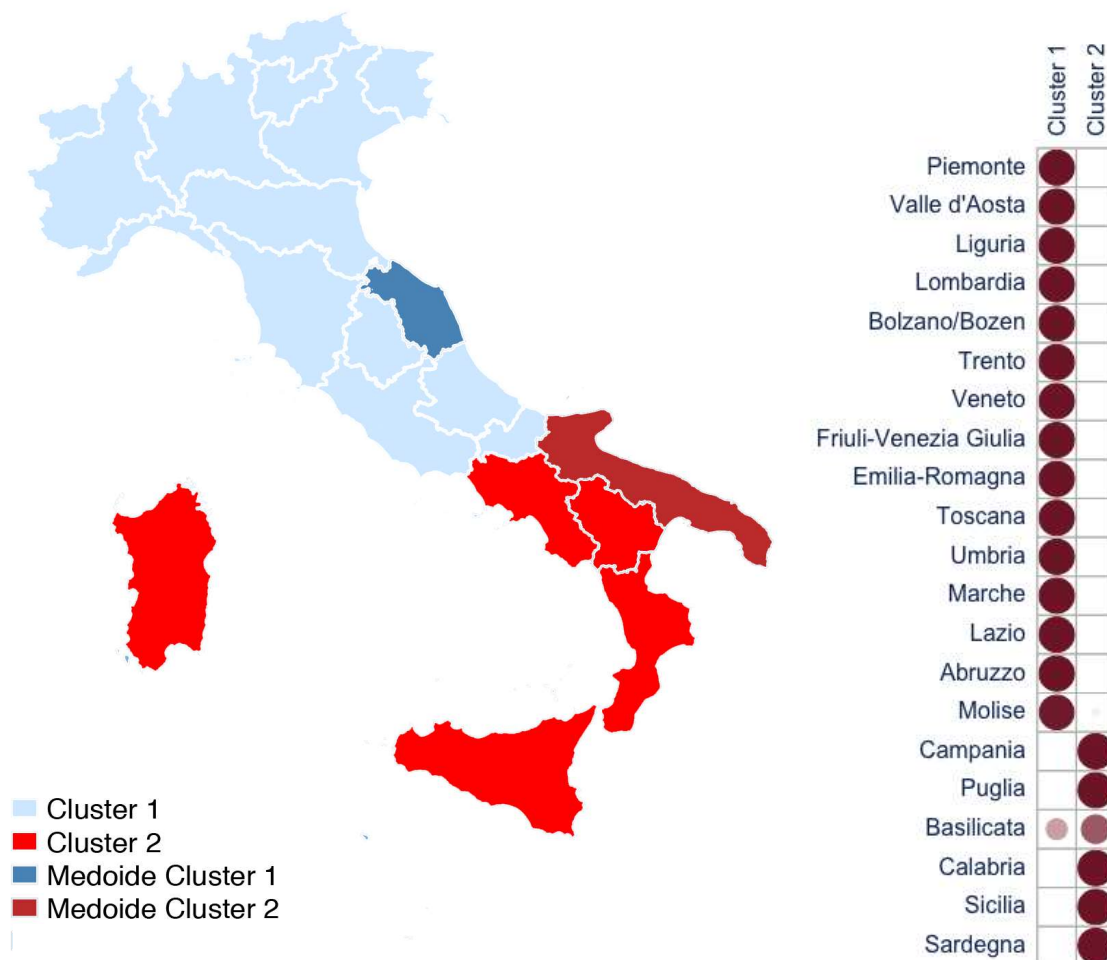 Cluster 1
Cluster 2
Piemonte
Valle d'Aosta
Liguria
Lombardia
Bolzano/Bozen
Trento
Veneto
Friuli-Venezia Giulia
Emilia-Romagna
Toscana
Umbria
Marche
Lazio
Abruzzo
Molise
Campania
Puglia
Basilicata
Calabria
Sicilia
Sardegna
Cluster 1
Cluster 2
Medoide Cluster 1
Medoide Cluster 2